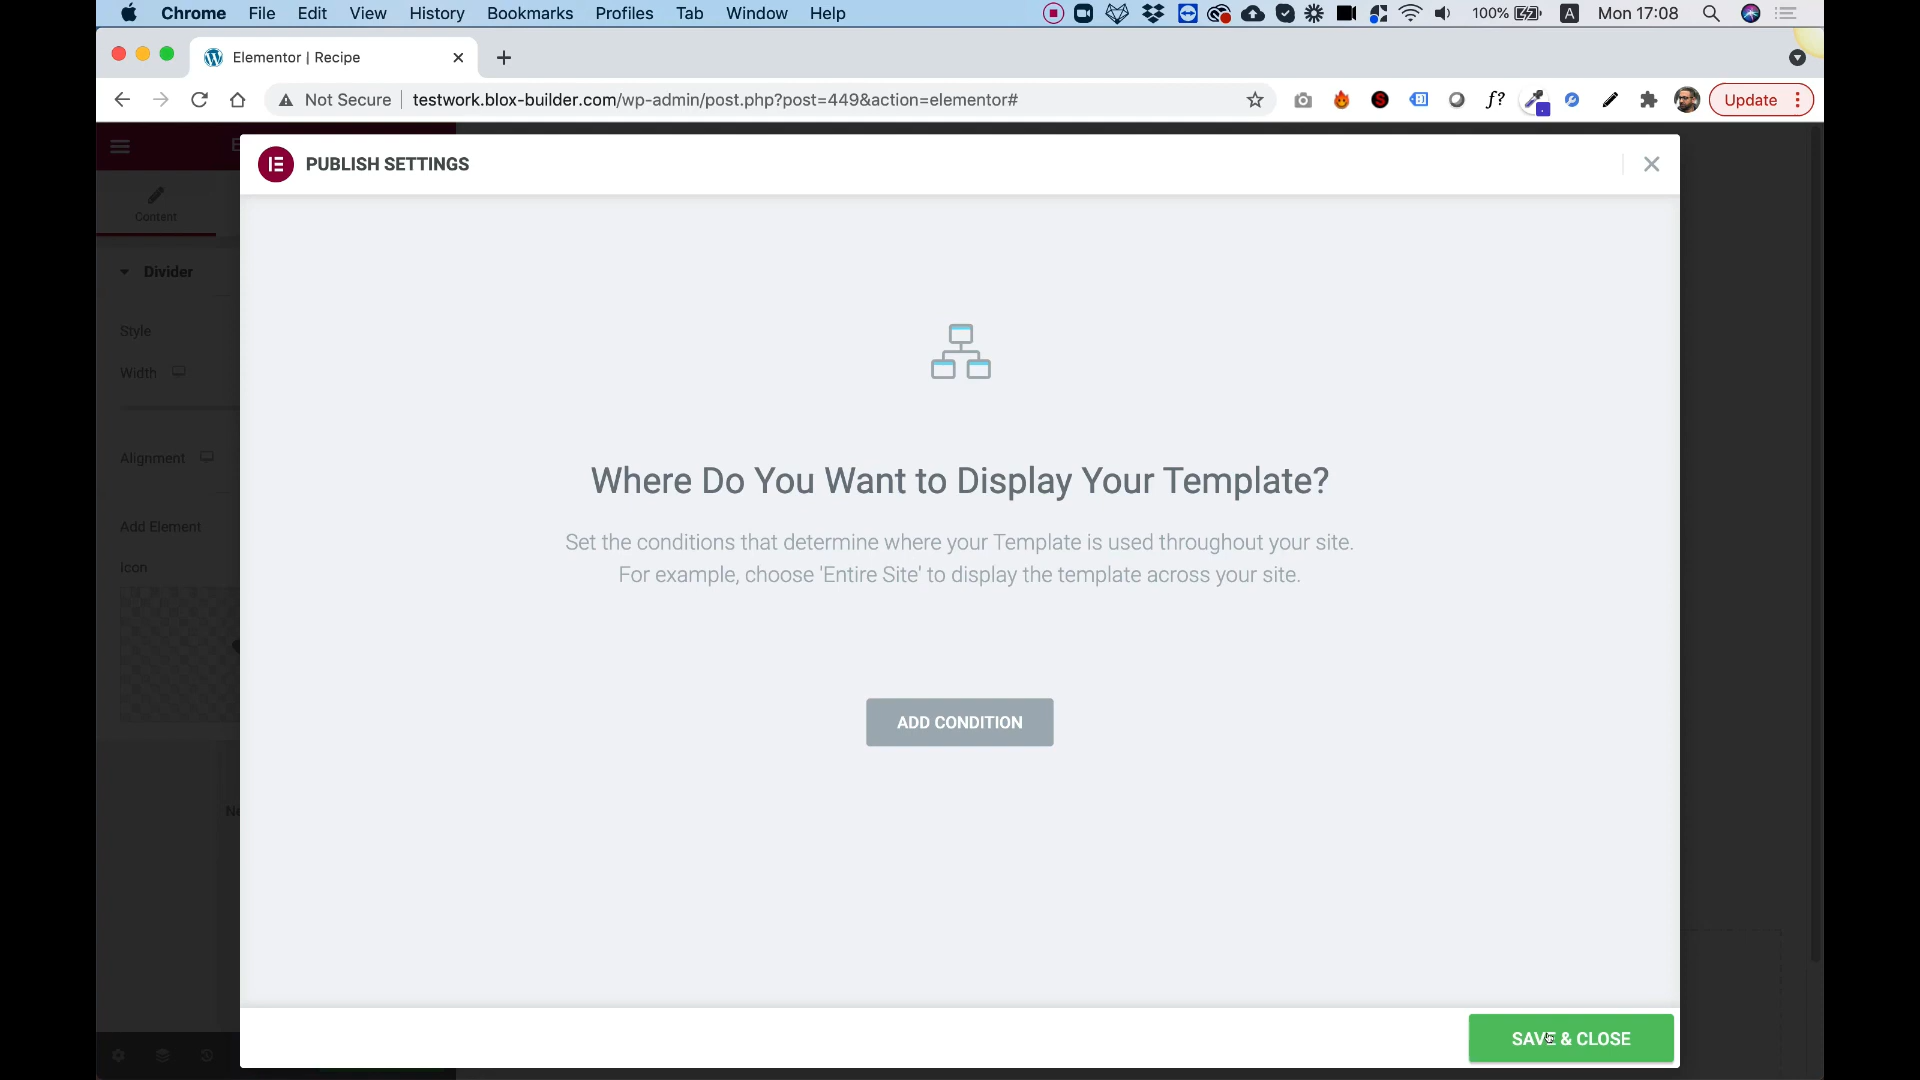 Chrome File Edit View History Bookmarks Profiles Tab Window Help 100% A Mon 17:08
Elementor | Recipe
Not Secure testwork.blox-builder.com/wp-admin/post.php?post=449&action=elementor# f? Update
PUBLISH SETTINGS
Content
Divider
Style
Width
Alignment
Add Element
Icon
Where Do You Want to Display Your Template?
Set the conditions that determine where your Template is used throughout your site.
For example, choose 'Entire Site' to display the template across your site.
ADD CONDITION
SAVE & CLOSE